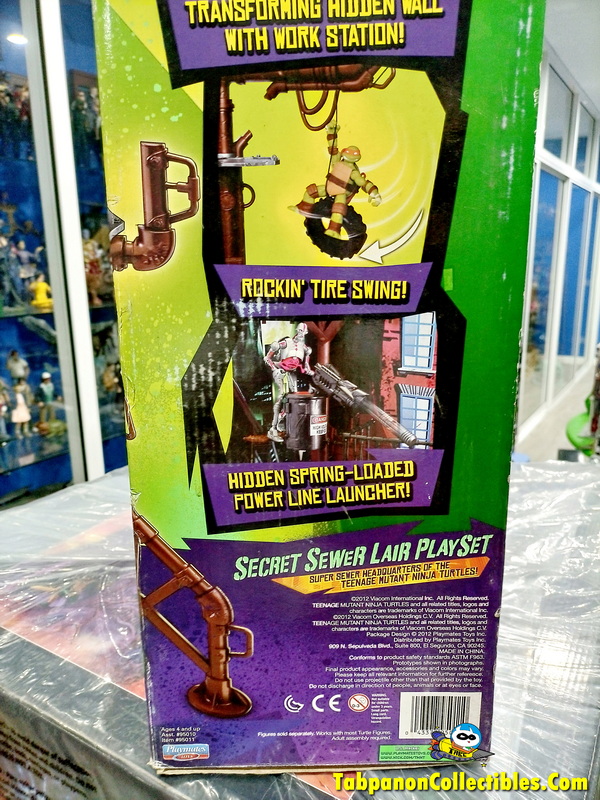 TRANSFORMING HIDDEN WALL
WITH WORK STATION!
ROCKIN' TIRE SWING!
HIDDEN SPRING-LOADED
POWER LINE LAUNCHER!
SECRET SEWER LAIR PLAYSET
SUPER SEWER HEADQUARTERS OF THE
TEENAGE MUTANT NINJA TURTLES!
©2012 Viacom International Inc. All Rights Reserved.
TEENAGE MUTANT NINJA TURTLES and all related titles, logos and
characters are trademarks of Viacom International Inc.
©2012 Viacom Overseas Holdings C.V. All Rights Reserved.
TEENAGE MUTANT NINJA TURTLES and all related titles, logos and
characters are trademarks of Viacom Overseas Holdings C.V.
Package Design © 2012 Playmates Toys Inc.
Distributed by Playmates Toys Inc.
909 N. Sepulveda Blvd., Suite 800, El Segundo, CA 90245.
MADE IN CHINA.
Conforms to product safety standards ASTM F963.
Prototypes shown in photographs.
Final product appearance, accessories and colors may vary.
Please keep all relevant information for further reference.
Do not use projectile other than that provided by the toy.
Do not discharge in direction of people, animals or at eyes or face.
CE
Ages 4 and up
Asst. #95010
Item #95011
Figures sold separately. Works with most Turtle Figures.
Adult assembly required.
Playmates
TOYS
TabpanonCollectibles.Com